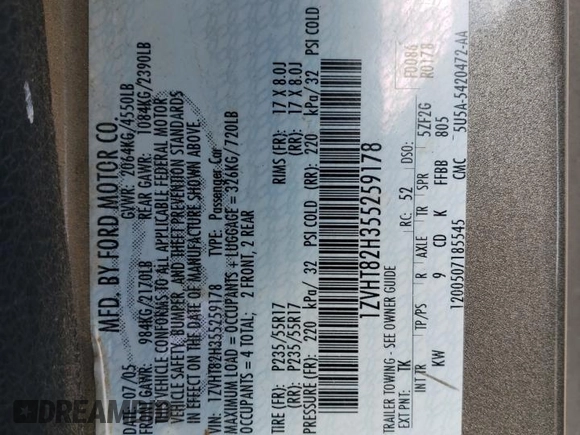 MFD. BY FORD MOTOR CO.
DATE: 07/05 GVWR: 2064KG/4550LB
FRONT GAWR: 984KG/2170LB REAR GAWR: 1084KG/2390LB
VEHICLE CONFORMS TO ALL APPLICABLE FEDERAL MOTOR
VEHICLE SAFETY, BUMPER, AND THEFT PREVENTION STANDARDS
IN EFFECT ON THE DATE OF MANUFACTURE SHOWN ABOVE.
VIN: 1ZVHT82H355259178 TYPE: Passenger Car
MAXIMUM LOAD = OCCUPANTS + LUGGAGE = 326KG/720LB
OCCUPANTS = 4 TOTAL; 2 FRONT, 2 REAR
TIRE (FR): P235/55R17 RIMS (FR): 17 X 8.0J
(RR): P235/55R17 (RR): 17 X 8.0J
PRESSURE (FR): 220 kPa/ 32 PSI COLD (RR): 220 kPa/ 32 PSI COLD
1ZVHT82H355259178
F0086
R0178
TRAILER TOWING - SEE OWNER GUIDE
EXT PNT: TK RC: 52 DSO:
INT TR TP/PS R AXLE TR SPR 5ZF2G
/KW 9 CD K FFBB 805
1200507185545 CMC 5U5A-5420472-AA
DREAMBID